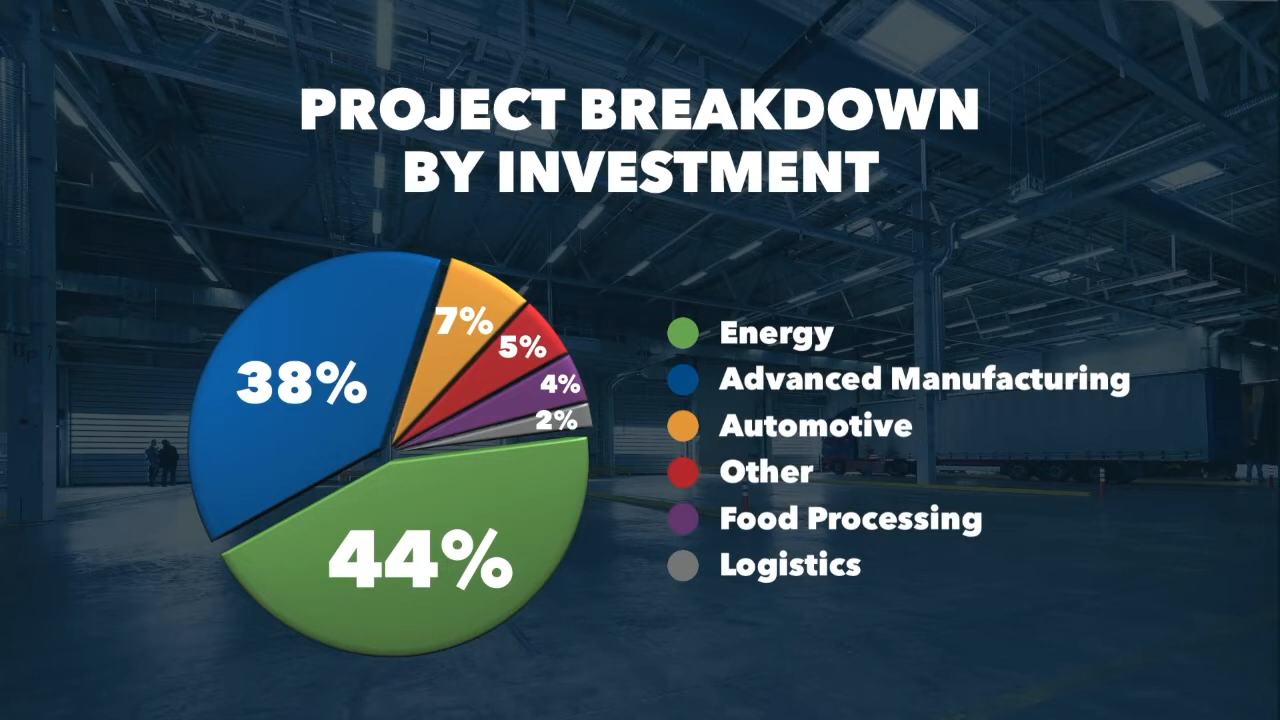 PROJECT BREAKDOWN
BY INVESTMENT
38%
7%
5%
4%
2%
44%
Energy
Advanced Manufacturing
Automotive
Other
Food Processing
Logistics